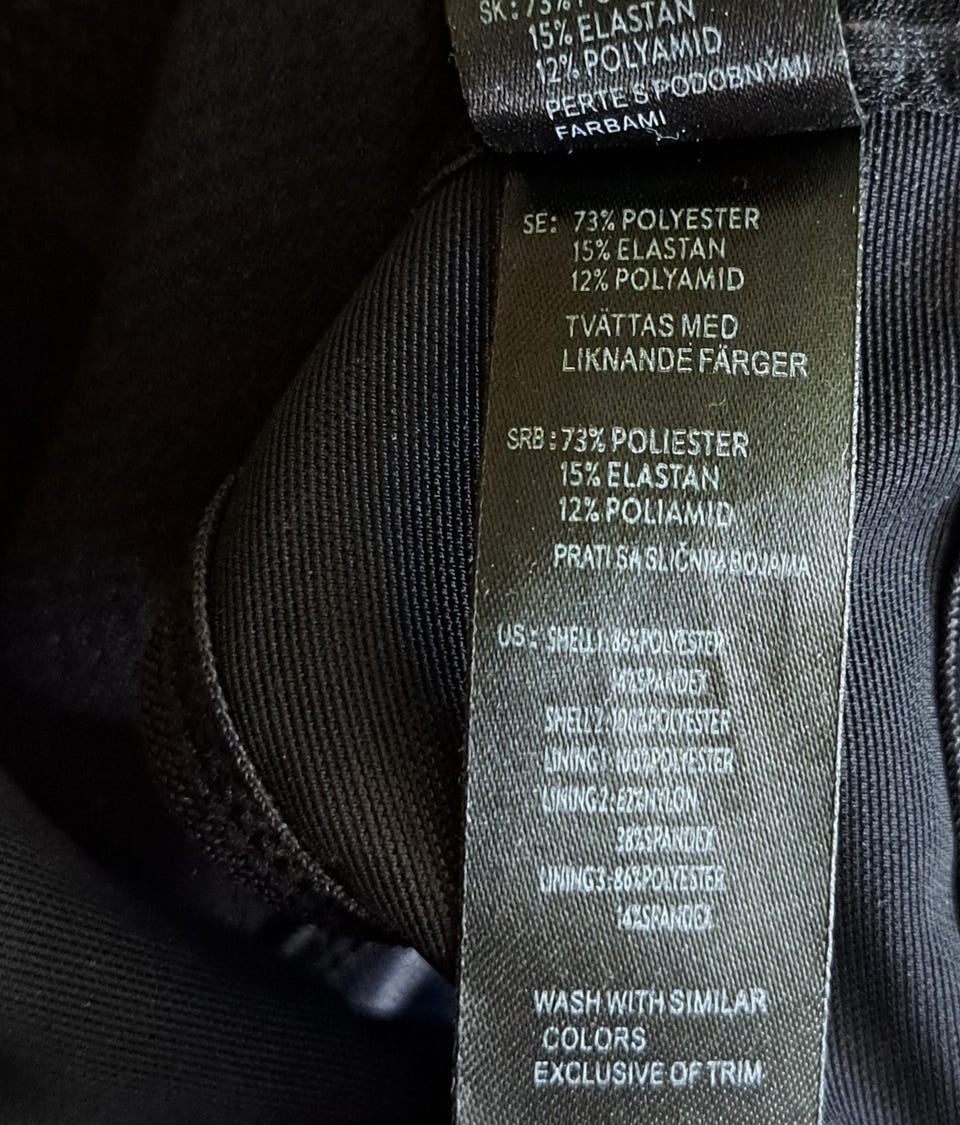 SK: 73% 
15% ELASTAN
12% POLYAMID
PERTE S PODOBNÝMI
FARBAMI
SE: 73% POLYESTER
15% ELASTAN
12% POLYAMID
TVÄTTAS MED
LIKNANDE FÄRGER
SRB: 73% POLIESTER
15% ELASTAN
12% POLIAMID
PRATI SA SLIČNIM BOJAMA
US: SHELL 1: 86%POLYESTER
14%SPANDEX
SHELL 2: 100%POLYESTER
LINING 1: 100%POLYESTER
LINING 2: 62%NYLON
38%SPANDEX
LINING 3: 86%POLYESTER
14%SPANDEX
WASH WITH SIMILAR
COLORS
EXCLUSIVE OF TRIM